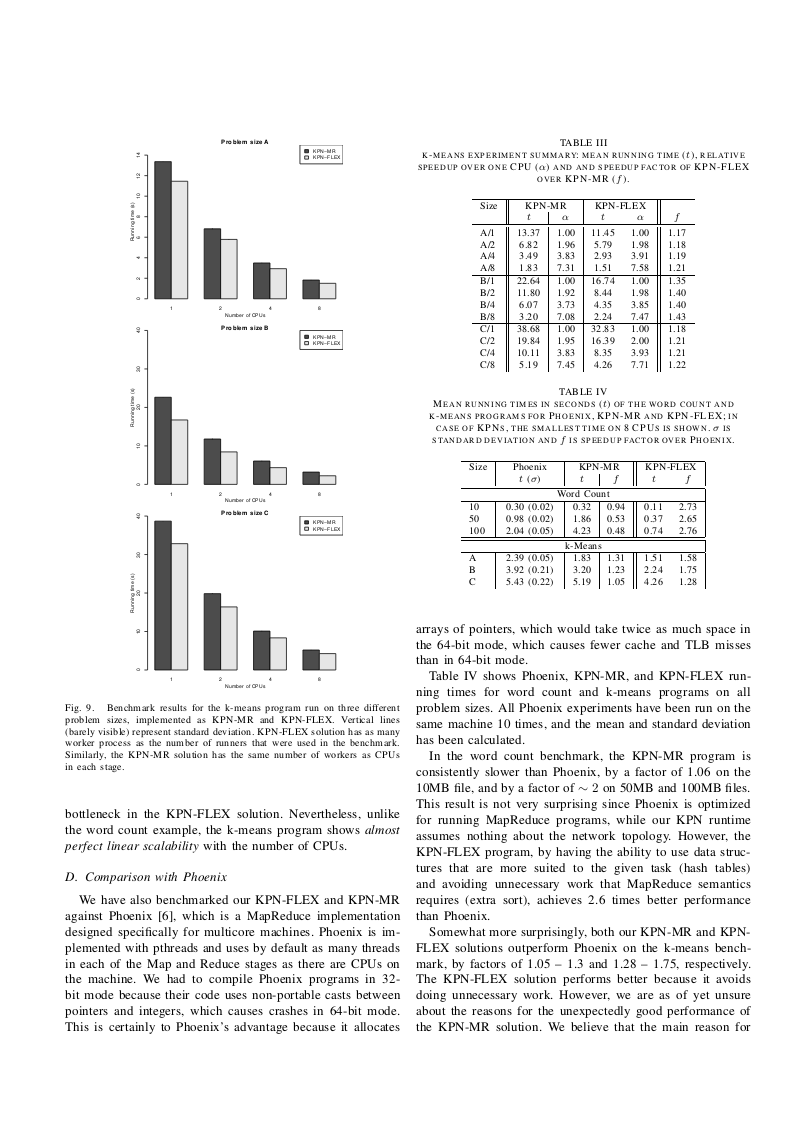 Problem size A
KPN−MR
KPN−FLEX
Running time (s)
0 2 4 6 8 10 12 14
1 2 4 8
Number of CPUs
Problem size B
KPN−MR
KPN−FLEX
Running time (s)
0 10 20 30 40
1 2 4 8
Number of CPUs
Problem size C
KPN−MR
KPN−FLEX
Running time (s)
0 10 20 30 40
1 2 4 8
Number of CPUs
Fig. 9. Benchmark results for the k-means program run on three different
problem sizes, implemented as KPN-MR and KPN-FLEX. Vertical lines
(barely visible) represent standard deviation. KPN-FLEX solution has as many
worker process as the number of runners that were used in the benchmark.
Similarly, the KPN-MR solution has the same number of workers as CPUs
in each stage.
bottleneck in the KPN-FLEX solution. Nevertheless, unlike
the word count example, the k-means program shows almost
perfect linear scalability with the number of CPUs.
D. Comparison with Phoenix
We have also benchmarked our KPN-FLEX and KPN-MR
against Phoenix [6], which is a MapReduce implementation
designed specifically for multicore machines. Phoenix is im-
plemented with pthreads and uses by default as many threads
in each of the Map and Reduce stages as there are CPUs on
the machine. We had to compile Phoenix programs in 32-
bit mode because their code uses non-portable casts between
pointers and integers, which causes crashes in 64-bit mode.
This is certainly to Phoenix's advantage because it allocates
TABLE III
K-MEANS EXPERIMENT SUMMARY: MEAN RUNNING TIME (t), RELATIVE
SPEEDUP OVER ONE CPU (α) AND AND SPEEDUP FACTOR OF KPN-FLEX
OVER KPN-MR (f).
Size KPN-MR KPN-FLEX
t α t α f
A/1 13.37 1.00 11.45 1.00 1.17
A/2 6.82 1.96 5.79 1.98 1.18
A/4 3.49 3.83 2.93 3.91 1.19
A/8 1.83 7.31 1.51 7.58 1.21
B/1 22.64 1.00 16.74 1.00 1.35
B/2 11.80 1.92 8.44 1.98 1.40
B/4 6.07 3.73 4.35 3.85 1.40
B/8 3.20 7.08 2.24 7.47 1.43
C/1 38.68 1.00 32.83 1.00 1.18
C/2 19.84 1.95 16.39 2.00 1.21
C/4 10.11 3.83 8.35 3.93 1.21
C/8 5.19 7.45 4.26 7.71 1.22
TABLE IV
MEAN RUNNING TIMES IN SECONDS (t) OF THE WORD COUNT AND
K-MEANS PROGRAMS FOR PHOENIX, KPN-MR AND KPN-FLEX; IN
CASE OF KPNS, THE SMALLEST TIME ON 8 CPUS IS SHOWN. σ IS
STANDARD DEVIATION AND f IS SPEEDUP FACTOR OVER PHOENIX.
Size Phoenix KPN-MR KPN-FLEX
t (σ) t f t f
Word Count
10 0.30 (0.02) 0.32 0.94 0.11 2.73
50 0.98 (0.02) 1.86 0.53 0.37 2.65
100 2.04 (0.05) 4.23 0.48 0.74 2.76
k-Means
A 2.39 (0.05) 1.83 1.31 1.51 1.58
B 3.92 (0.21) 3.20 1.23 2.24 1.75
C 5.43 (0.22) 5.19 1.05 4.26 1.28
arrays of pointers, which would take twice as much space in
the 64-bit mode, which causes fewer cache and TLB misses
than in 64-bit mode.
Table IV shows Phoenix, KPN-MR, and KPN-FLEX run-
ning times for word count and k-means programs on all
problem sizes. All Phoenix experiments have been run on the
same machine 10 times, and the mean and standard deviation
has been calculated.
In the word count benchmark, the KPN-MR program is
consistently slower than Phoenix, by a factor of 1.06 on the
10MB file, and by a factor of ∼ 2 on 50MB and 100MB files.
This result is not very surprising since Phoenix is optimized
for running MapReduce programs, while our KPN runtime
assumes nothing about the network topology. However, the
KPN-FLEX program, by having the ability to use data struc-
tures that are more suited to the given task (hash tables)
and avoiding unnecessary work that MapReduce semantics
requires (extra sort), achieves 2.6 times better performance
than Phoenix.
Somewhat more surprisingly, both our KPN-MR and KPN-
FLEX solutions outperform Phoenix on the k-means bench-
mark, by factors of 1.05 – 1.3 and 1.28 – 1.75, respectively.
The KPN-FLEX solution performs better because it avoids
doing unnecessary work. However, we are as of yet unsure
about the reasons for the unexpectedly good performance of
the KPN-MR solution. We believe that the main reason for